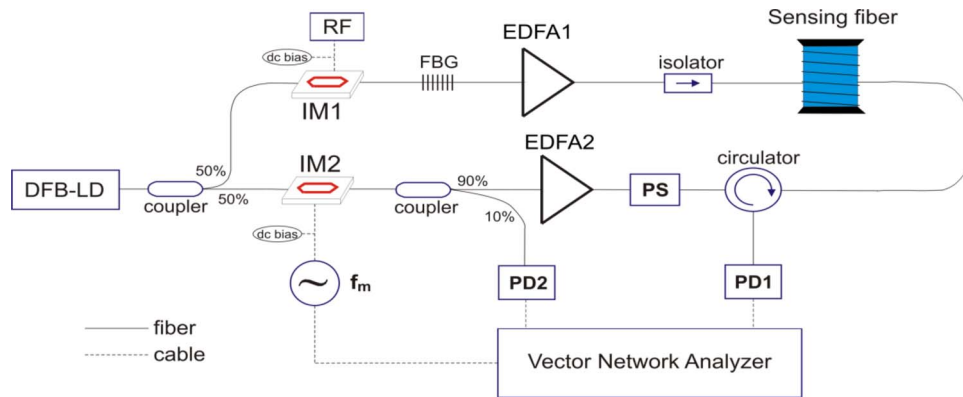 RF
dc bias
IM1
FBG
EDFA1
isolator
Sensing fiber
DFB-LD
coupler
50%
50%
IM2
dc bias
coupler
90%
10%
EDFA2
PS
circulator
fm
PD2
PD1
Vector Network Analyzer
fiber
cable